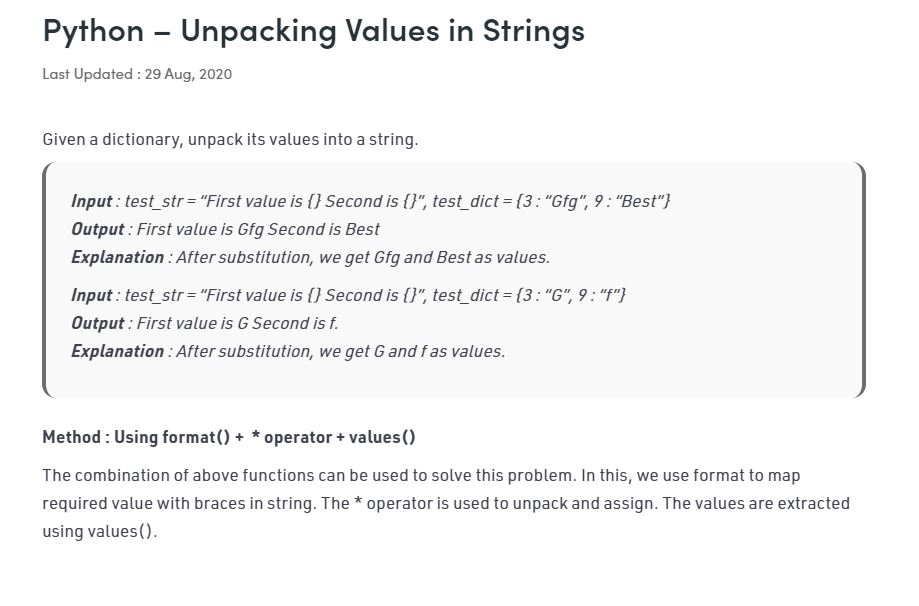 Python – Unpacking Values in Strings
Last Updated : 29 Aug, 2020
Given a dictionary, unpack its values into a string.
Input : test_str = “First value is {} Second is {}”, test_dict = {3 : “Gfg”, 9 : “Best”}
Output : First value is Gfg Second is Best
Explanation : After substitution, we get Gfg and Best as values.
Input : test_str = “First value is {} Second is {}”, test_dict = {3 : “G”, 9 : “f”}
Output : First value is G Second is f.
Explanation : After substitution, we get G and f as values.
Method : Using format() +  * operator + values()
The combination of above functions can be used to solve this problem. In this, we use format to map
required value with braces in string. The * operator is used to unpack and assign. The values are extracted
using values().